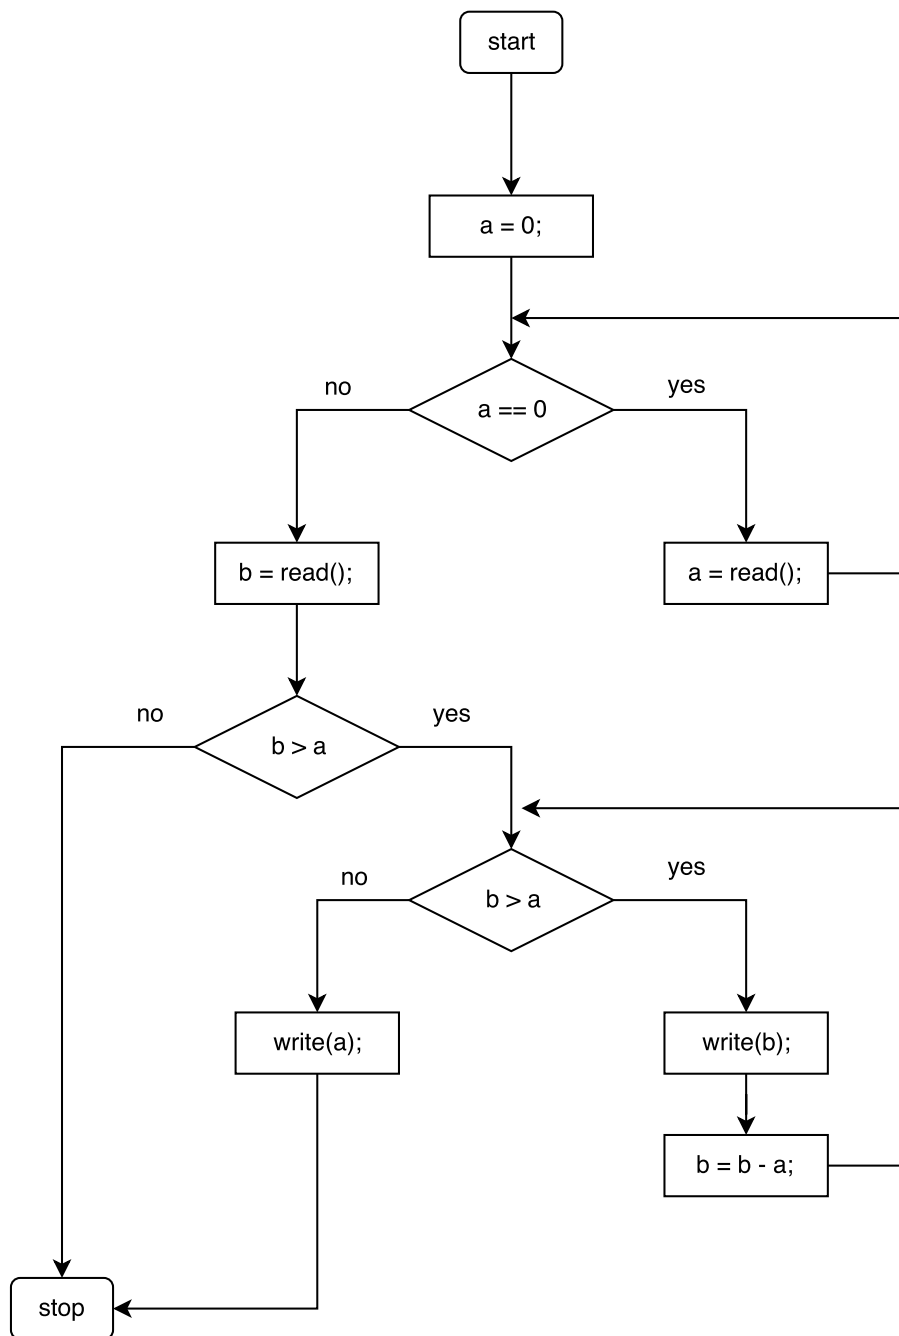 start
a = 0;
no
yes
a == 0
b = read();
a = read();
no
yes
b > a
no
yes
b > a
write(a);
write(b);
b = b - a;
stop